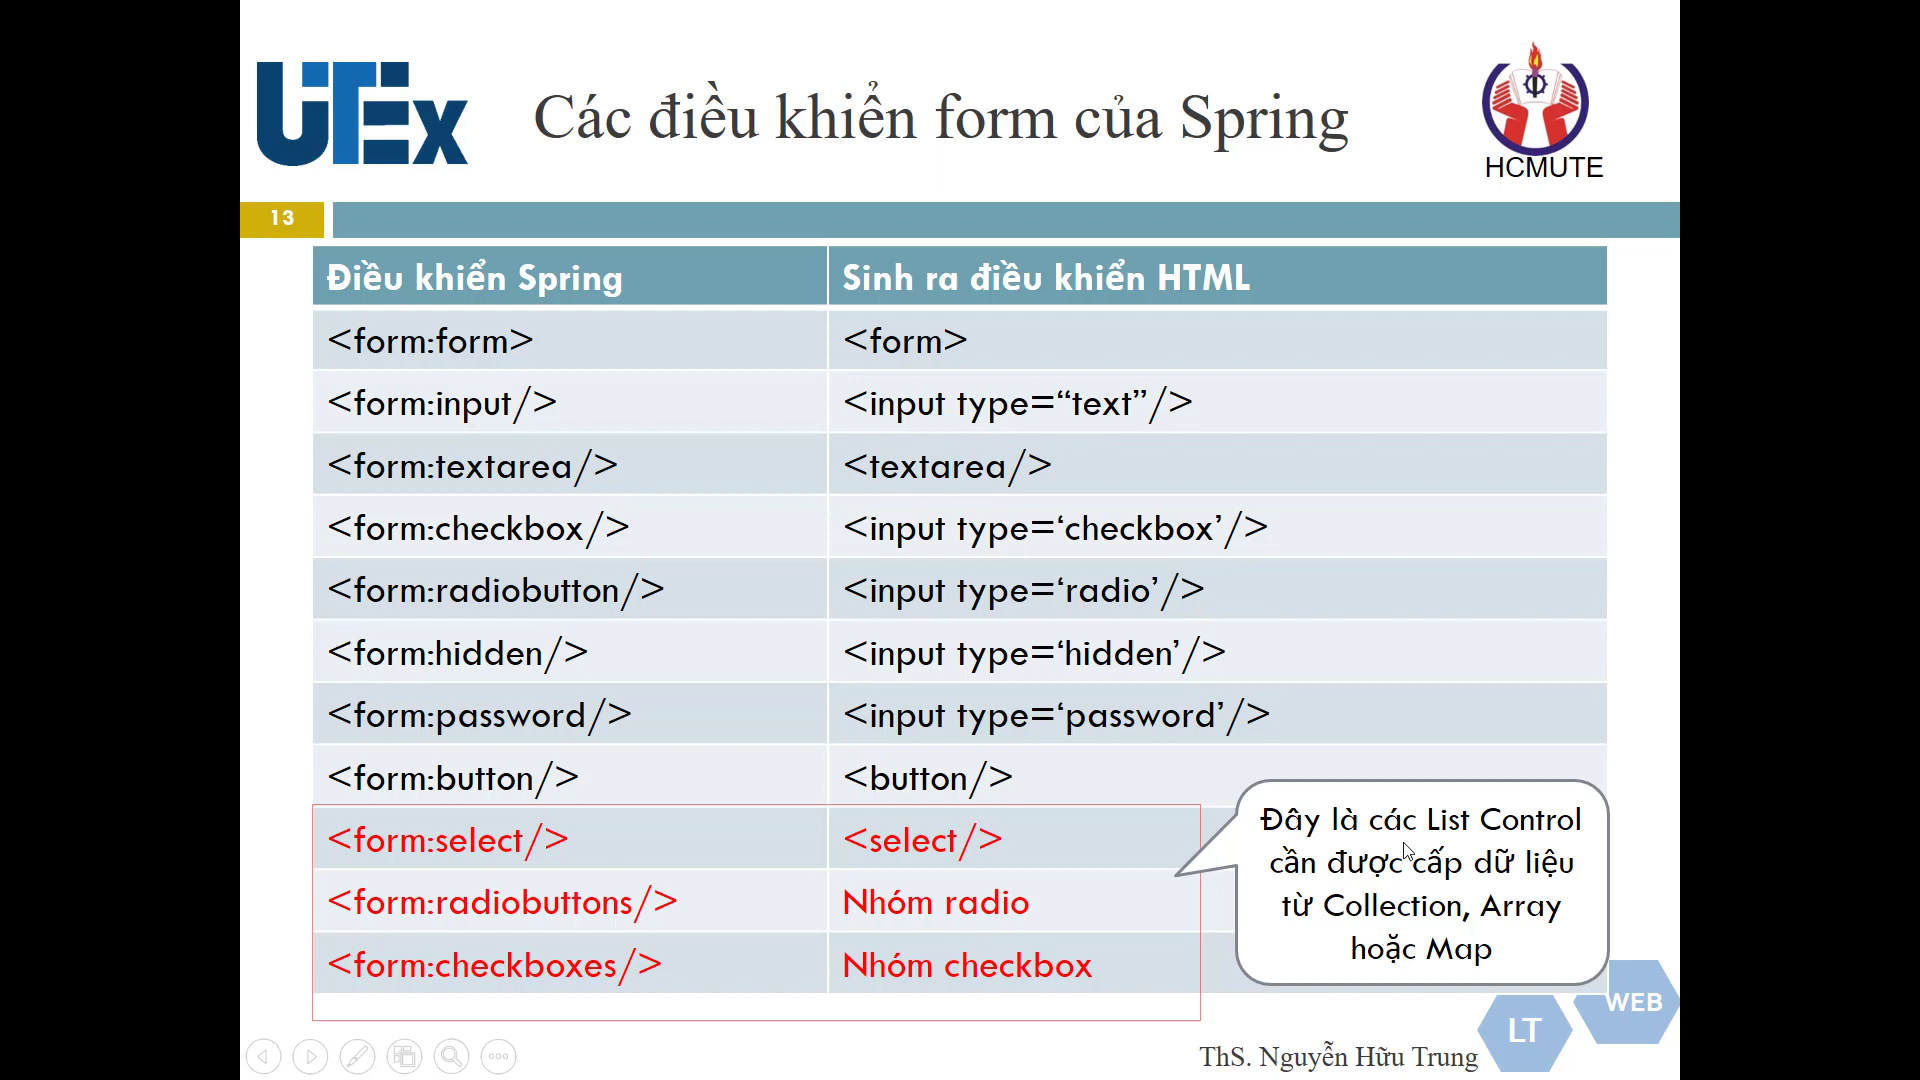 UTEx
Các điều khiển form của Spring
HCMUTE
13
Điều khiển Spring
Sinh ra điều khiển HTML
<form:form>
<form>
<form:input/>
<input type=“text”/>
<form:textarea/>
<textarea/>
<form:checkbox/>
<input type=‘checkbox’/>
<form:radiobutton/>
<input type=‘radio’/>
<form:hidden/>
<input type=‘hidden’/>
<form:password/>
<input type=‘password’/>
<form:button/>
<button/>
<form:select/>
<select/>
<form:radiobuttons/>
Nhóm radio
<form:checkboxes/>
Nhóm checkbox
Đây là các List Control
cần được cấp dữ liệu
từ Collection, Array
hoặc Map
WEB
LT
ThS. Nguyễn Hữu Trung